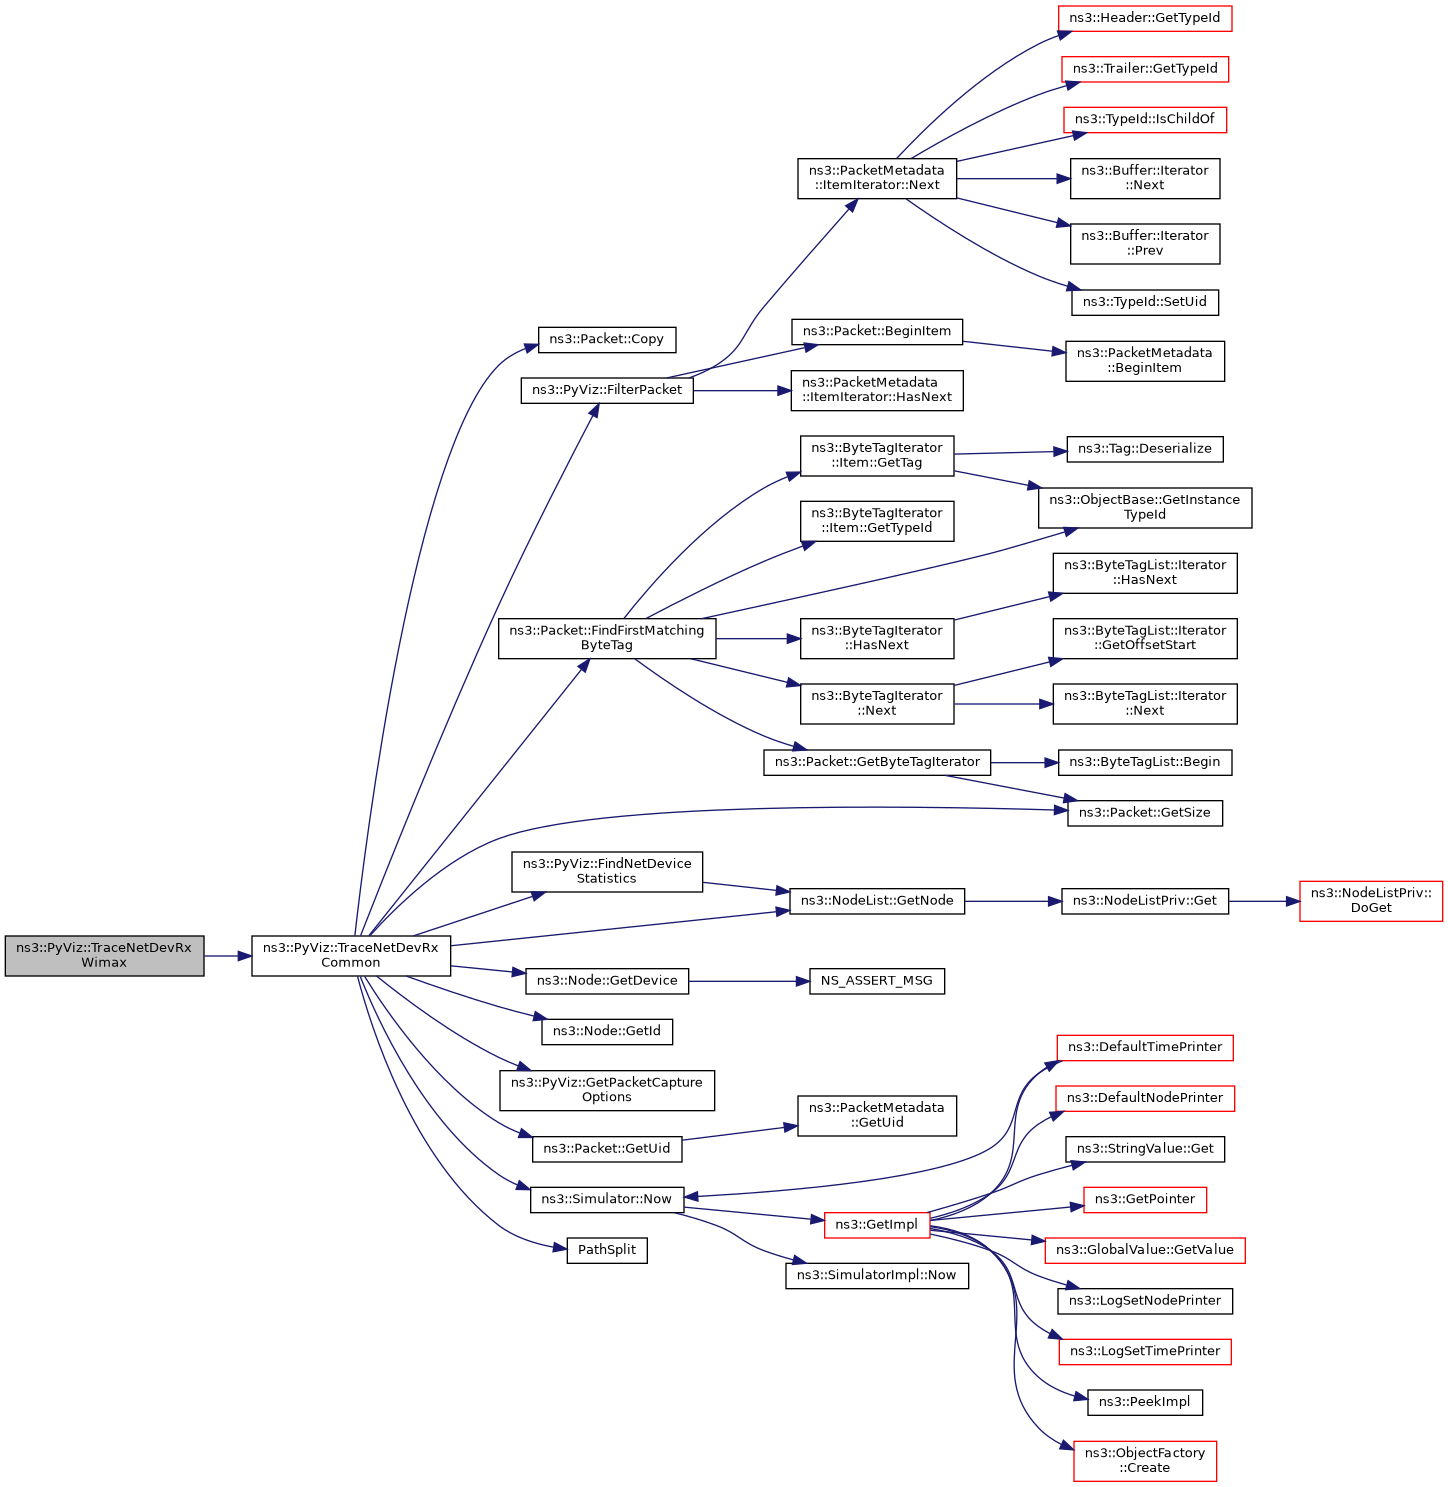 ns3::Header::GetTypeId
ns3::Trailer::GetTypeId
ns3::TypeId::IsChildOf
ns3::PacketMetadata
::ItemIterator::Next
ns3::Buffer::Iterator
::Next
ns3::Buffer::Iterator
::Prev
ns3::TypeId::SetUid
ns3::Packet::Copy
ns3::Packet::BeginItem
ns3::PacketMetadata
::BeginItem
ns3::PyViz::FilterPacket
ns3::PacketMetadata
::ItemIterator::HasNext
ns3::ByteTagIterator
::Item::GetTag
ns3::Tag::Deserialize
ns3::ObjectBase::GetInstance
TypeId
ns3::ByteTagIterator
::Item::GetTypeId
ns3::ByteTagList::Iterator
::HasNext
ns3::Packet::FindFirstMatching
ByteTag
ns3::ByteTagIterator
::HasNext
ns3::ByteTagList::Iterator
::GetOffsetStart
ns3::ByteTagIterator
::Next
ns3::ByteTagList::Iterator
::Next
ns3::Packet::GetByteTagIterator
ns3::ByteTagList::Begin
ns3::Packet::GetSize
ns3::PyViz::FindNetDevice
Statistics
ns3::NodeList::GetNode
ns3::NodeListPriv::Get
ns3::NodeListPriv::
DoGet
ns3::PyViz::TraceNetDevRx
Wimax
ns3::PyViz::TraceNetDevRx
Common
ns3::Node::GetDevice
NS_ASSERT_MSG
ns3::Node::GetId
ns3::DefaultTimePrinter
ns3::PyViz::GetPacketCapture
Options
ns3::DefaultNodePrinter
ns3::PacketMetadata
::GetUid
ns3::Packet::GetUid
ns3::StringValue::Get
ns3::Simulator::Now
ns3::GetPointer
ns3::GetImpl
PathSplit
ns3::GlobalValue::GetValue
ns3::SimulatorImpl::Now
ns3::LogSetNodePrinter
ns3::LogSetTimePrinter
ns3::PeekImpl
ns3::ObjectFactory
::Create